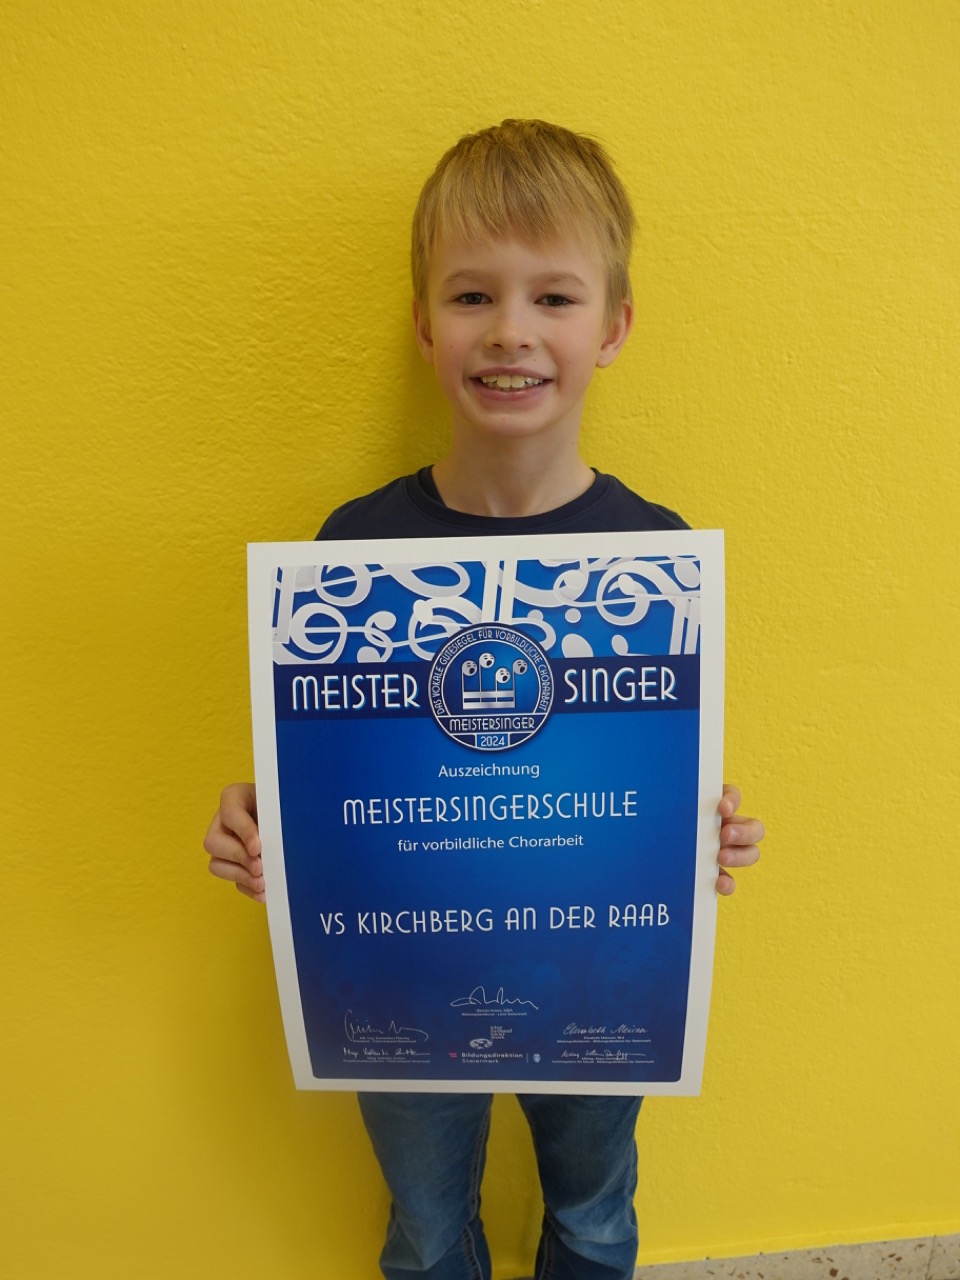 MEISTER SINGER
DAS VOKALE GÜTESIEGEL FÜR VORBILDLICHE CHORARBEIT
MEISTERSINGER
2024
Auszeichnung
MEISTERSINGERSCHULE
für vorbildliche Chorarbeit
VS KIRCHBERG AN DER RAAB
Bildungsdirektion
Steiermark